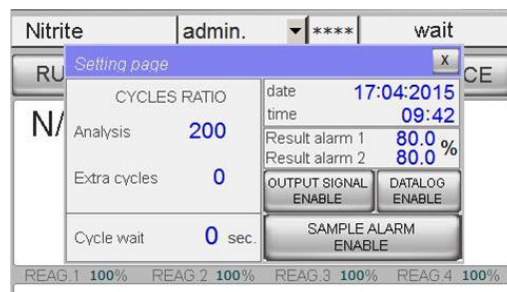 Nitrite admin. **** wait
RU CE
Setting page X
N/
CYCLES RATIO
Analysis 200
Extra cycles 0
Cycle wait 0 sec.
date 17:04:2015
time 09:42
Result alarm 1 80.0 %
Result alarm 2 80.0
OUTPUT SIGNAL
ENABLE
DATALOG
ENABLE
SAMPLE ALARM
ENABLE
REAG.1 100% REAG.2 100% REAG.3 100% REAG.4 100%